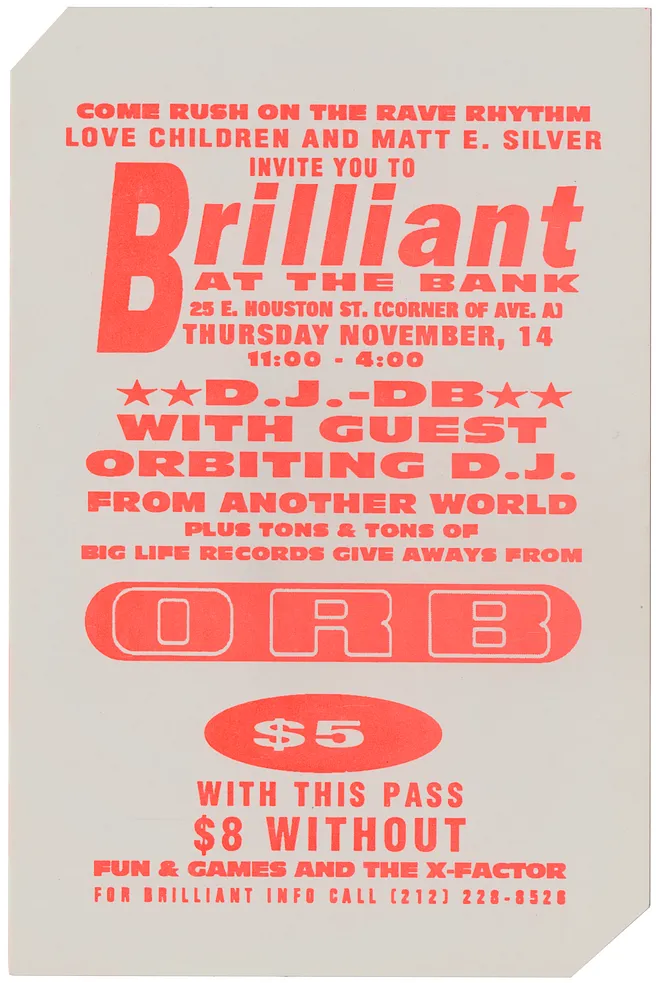 COME RUSH ON THE RAVE RHYTHM
LOVE CHILDREN AND MATT E. SILVER
INVITE YOU TO
Brilliant
AT THE BANK
25 E. HOUSTON ST. (CORNER OF AVE. A)
THURSDAY NOVEMBER, 14
11:00 - 4:00
★★D.J.-DB★★
WITH GUEST
ORBITING D.J.
FROM ANOTHER WORLD
PLUS TONS & TONS OF
BIG LIFE RECORDS GIVE AWAYS FROM
ORB
$5
WITH THIS PASS
$8 WITHOUT
FUN & GAMES AND THE X-FACTOR
FOR BRILLIANT INFO CALL (212) 228-8528